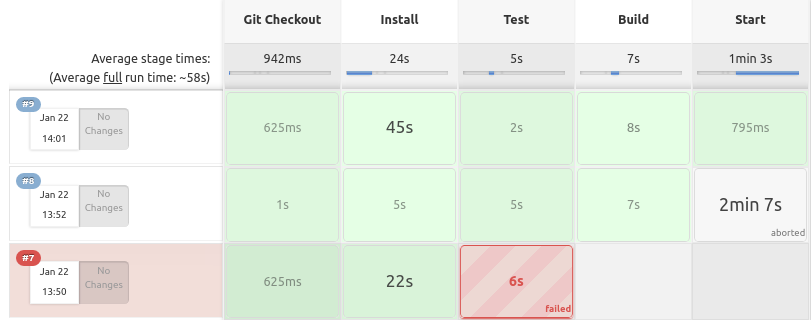 Git Checkout Install Test Build Start
Average stage times: 942ms 24s 5s 7s 1min 3s
(Average full run time: ~58s)
#9
Jan 22 No
14:01 Changes 625ms 45s 2s 8s 795ms
#8
Jan 22 No
13:52 Changes 1s 5s 5s 7s 2min 7s
aborted
#7
Jan 22 No
13:50 Changes 625ms 22s 6s
failed